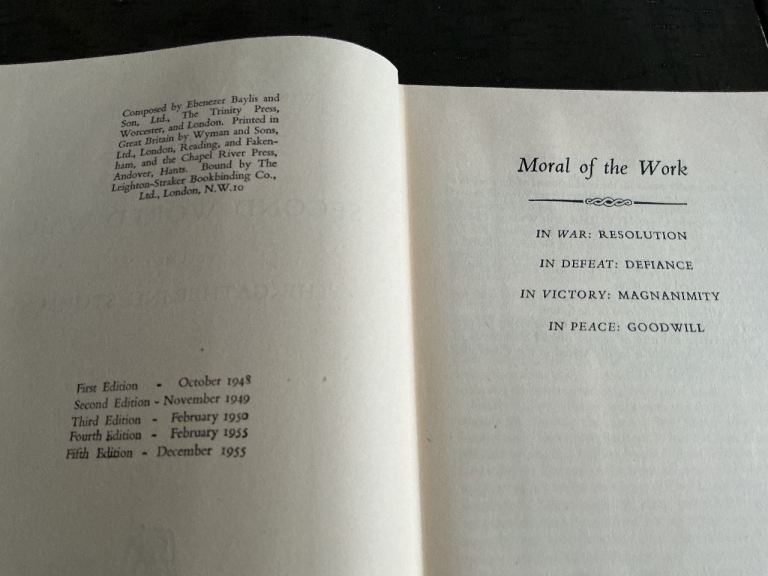 Composed by Ebenezer Baylis and
Son, Ltd., The Trinity Press,
Worcester, and London. Printed in
Great Britain by Wyman and Sons,
Ltd., London, Reading, and Faken-
ham, and the Chapel River Press,
Andover, Hants. Bound by The
Leighton-Straker Bookbinding Co.,
Ltd., London, N.W.10
First Edition - October 1948
Second Edition - November 1949
Third Edition - February 1950
Fourth Edition - February 1955
Fifth Edition - December 1955
Moral of the Work
IN WAR: RESOLUTION
IN DEFEAT: DEFIANCE
IN VICTORY: MAGNANIMITY
IN PEACE: GOODWILL